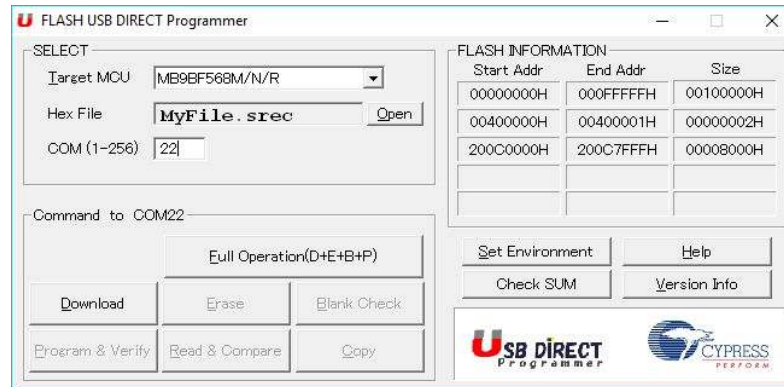 FLASH USB DIRECT Programmer
SELECT
Target MCU MB9BF568M/N/R
Hex File MyFile.srec Open
COM (1-256) 22
FLASH INFORMATION
Start Addr End Addr Size
00000000H 000FFFFFH 00100000H
00400000H 00400001H 00000002H
200C0000H 200C7FFFH 00008000H
Command to COM22
Full Operation(D+E+B+P)
Download Erase Blank Check
Program & Verify Read & Compare Copy
Set Environment Help
Check SUM Version Info
USB DIRECT
Programmer
CYPRESS
PERFORM